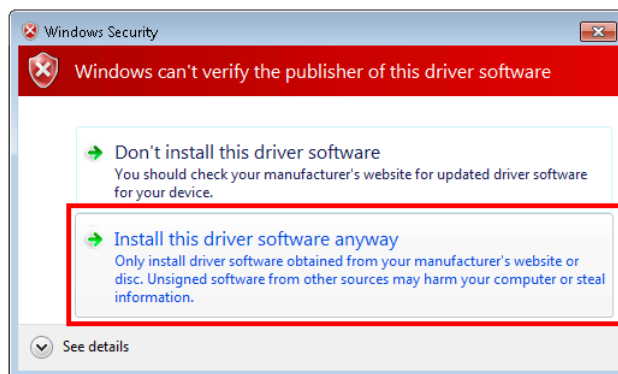 Windows Security
Windows can't verify the publisher of this driver software
Don't install this driver software
You should check your manufacturer's website for updated driver software
for your device.
Install this driver software anyway
Only install driver software obtained from your manufacturer's website or
disc. Unsigned software from other sources may harm your computer or steal
information.
See details